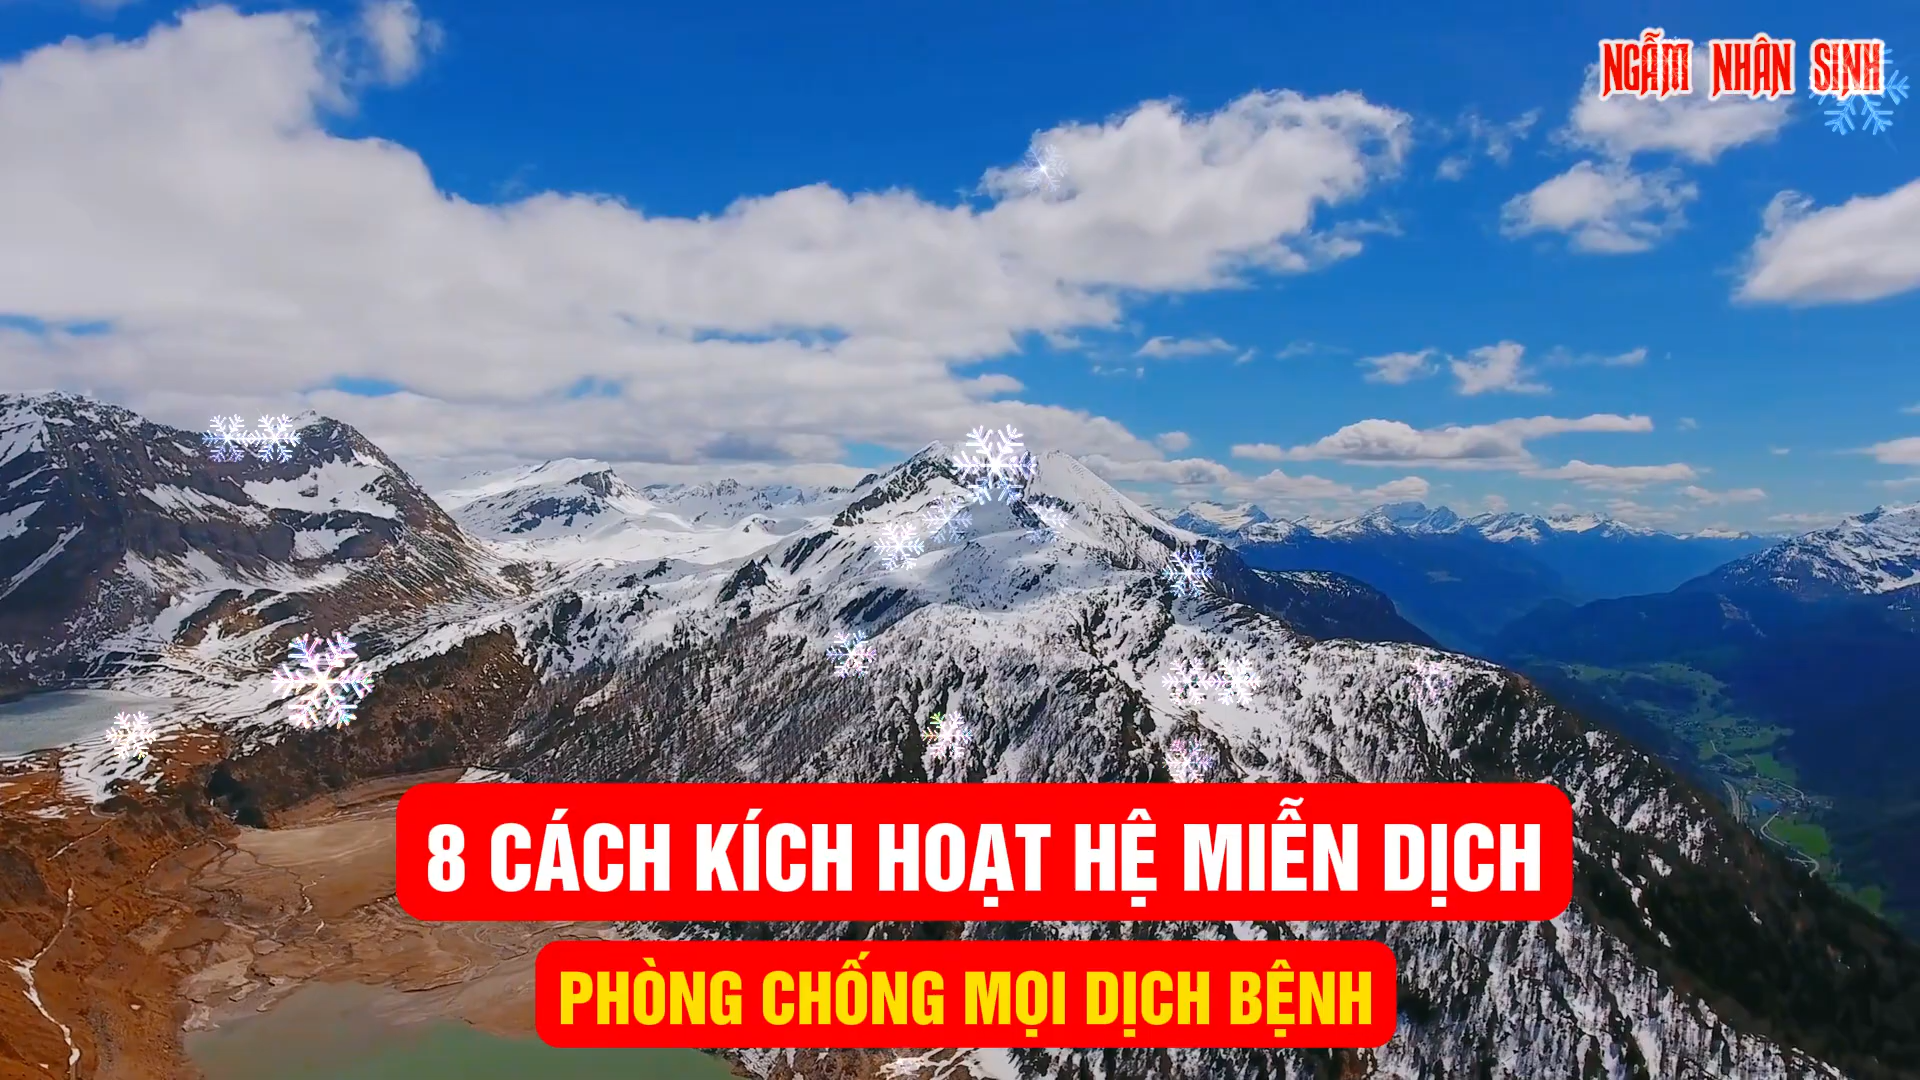 NGẪM NHÂN SINH
8 CÁCH KÍCH HOẠT HỆ MIỄN DỊCH
PHÒNG CHỐNG MỌI DỊCH BỆNH